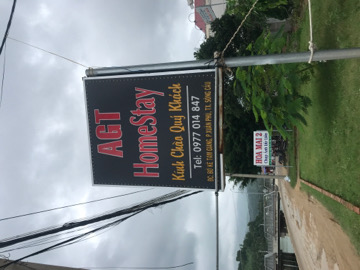 AGT
HomeStay
Kính Chào Quý Khách
Tel: 0977 014 847
HOA MAI 2